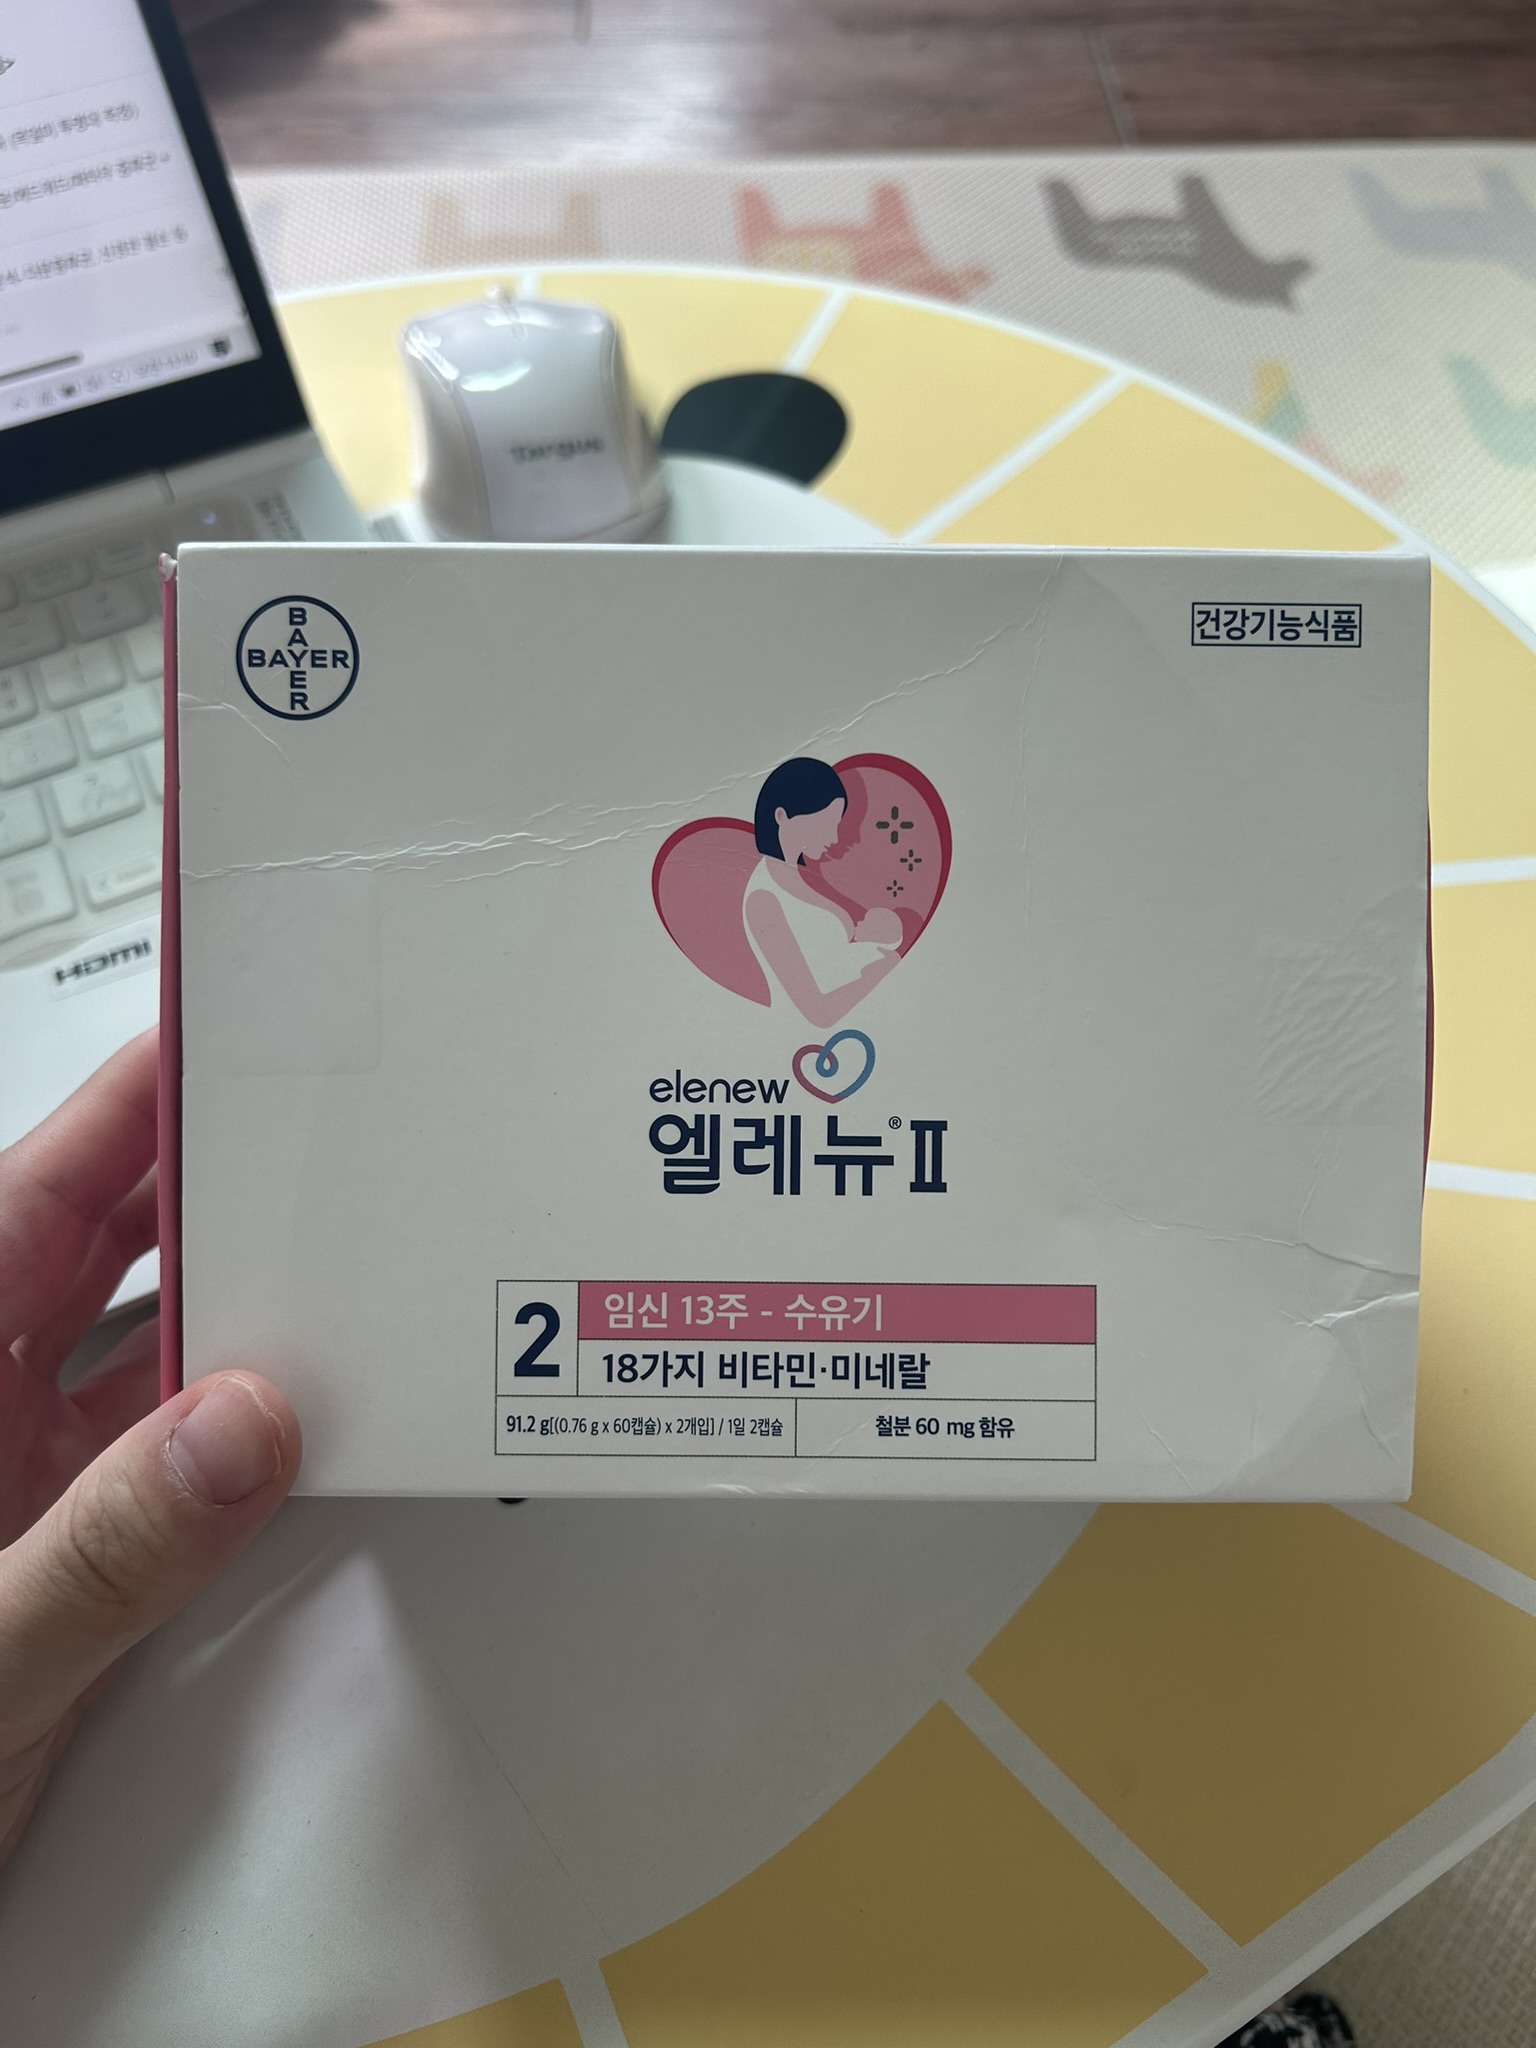 Targus
HDMI
BAYER
BAYER
건강기능식품
elenew
엘레뉴® II
2
임신 13주 - 수유기
18가지 비타민·미네랄
91.2 g[(0.76 g x 60캡슐) x 2개입] / 1일 2캡슐
철분 60 mg 함유